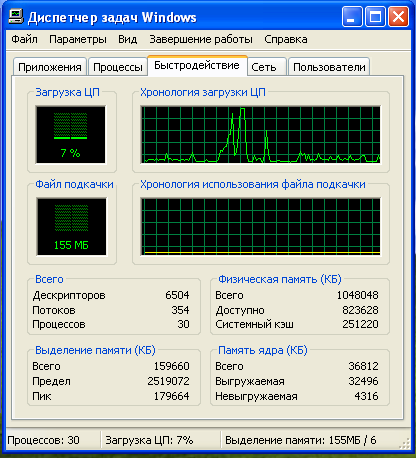 Диспетчер задач Windows
Файл Параметры Вид Завершение работы Справка
Приложения Процессы Быстродействие Сеть Пользователи
Загрузка ЦП Хронология загрузки ЦП
7 %
Файл подкачки Хронология использования файла подкачки
155 МБ
Всего
Дескрипторов 6504
Потоков 354
Процессов 30
Физическая память (КБ)
Всего 1048048
Доступно 823628
Системный кэш 251220
Выделение памяти (КБ)
Всего 159660
Предел 2519072
Пик 179664
Память ядра (КБ)
Всего 36812
Выгружаемая 32496
Невыгружаемая 4316
Процессов: 30 Загрузка ЦП: 7% Выделение памяти: 155МБ / 6